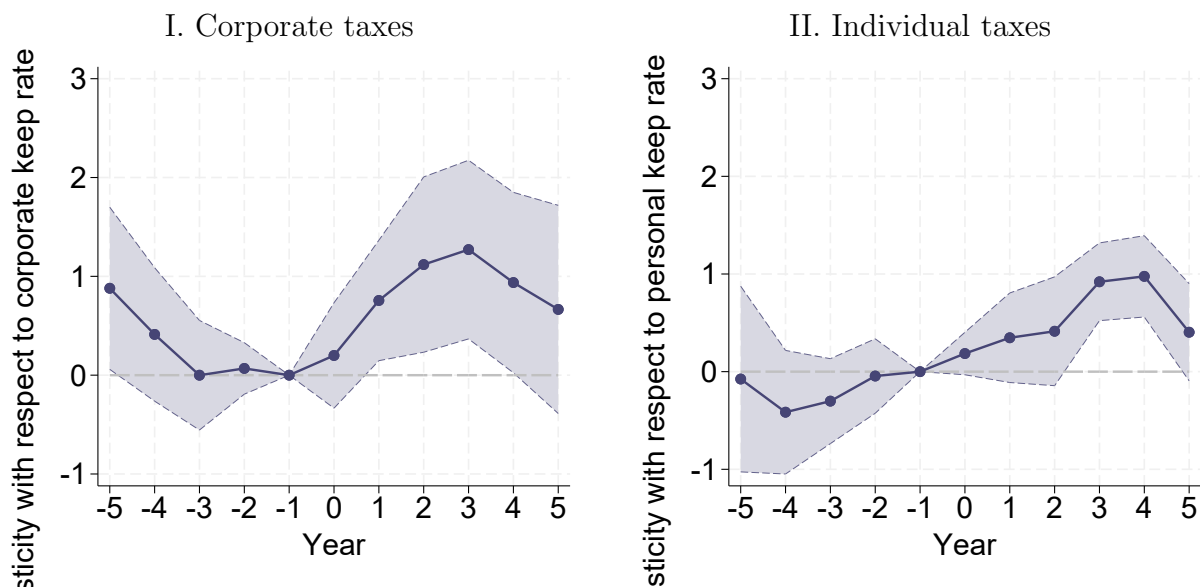 I. Corporate taxes
sticity with respect to corporate keep rate
3
2
1
0
-1
-5 -4 -3 -2 -1 0 1 2 3 4 5
Year
II. Individual taxes
sticity with respect to personal keep rate
3
2
1
0
-1
-5 -4 -3 -2 -1 0 1 2 3 4 5
Year